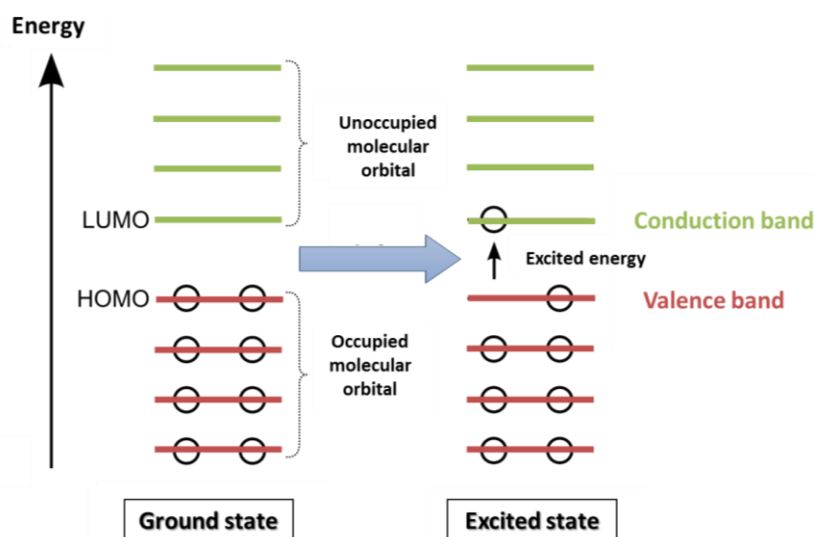 Energy
Unoccupied
molecular
orbital
LUMO
Conduction band
Excited energy
HOMO
Valence band
Occupied
molecular
orbital
Ground state
Excited state